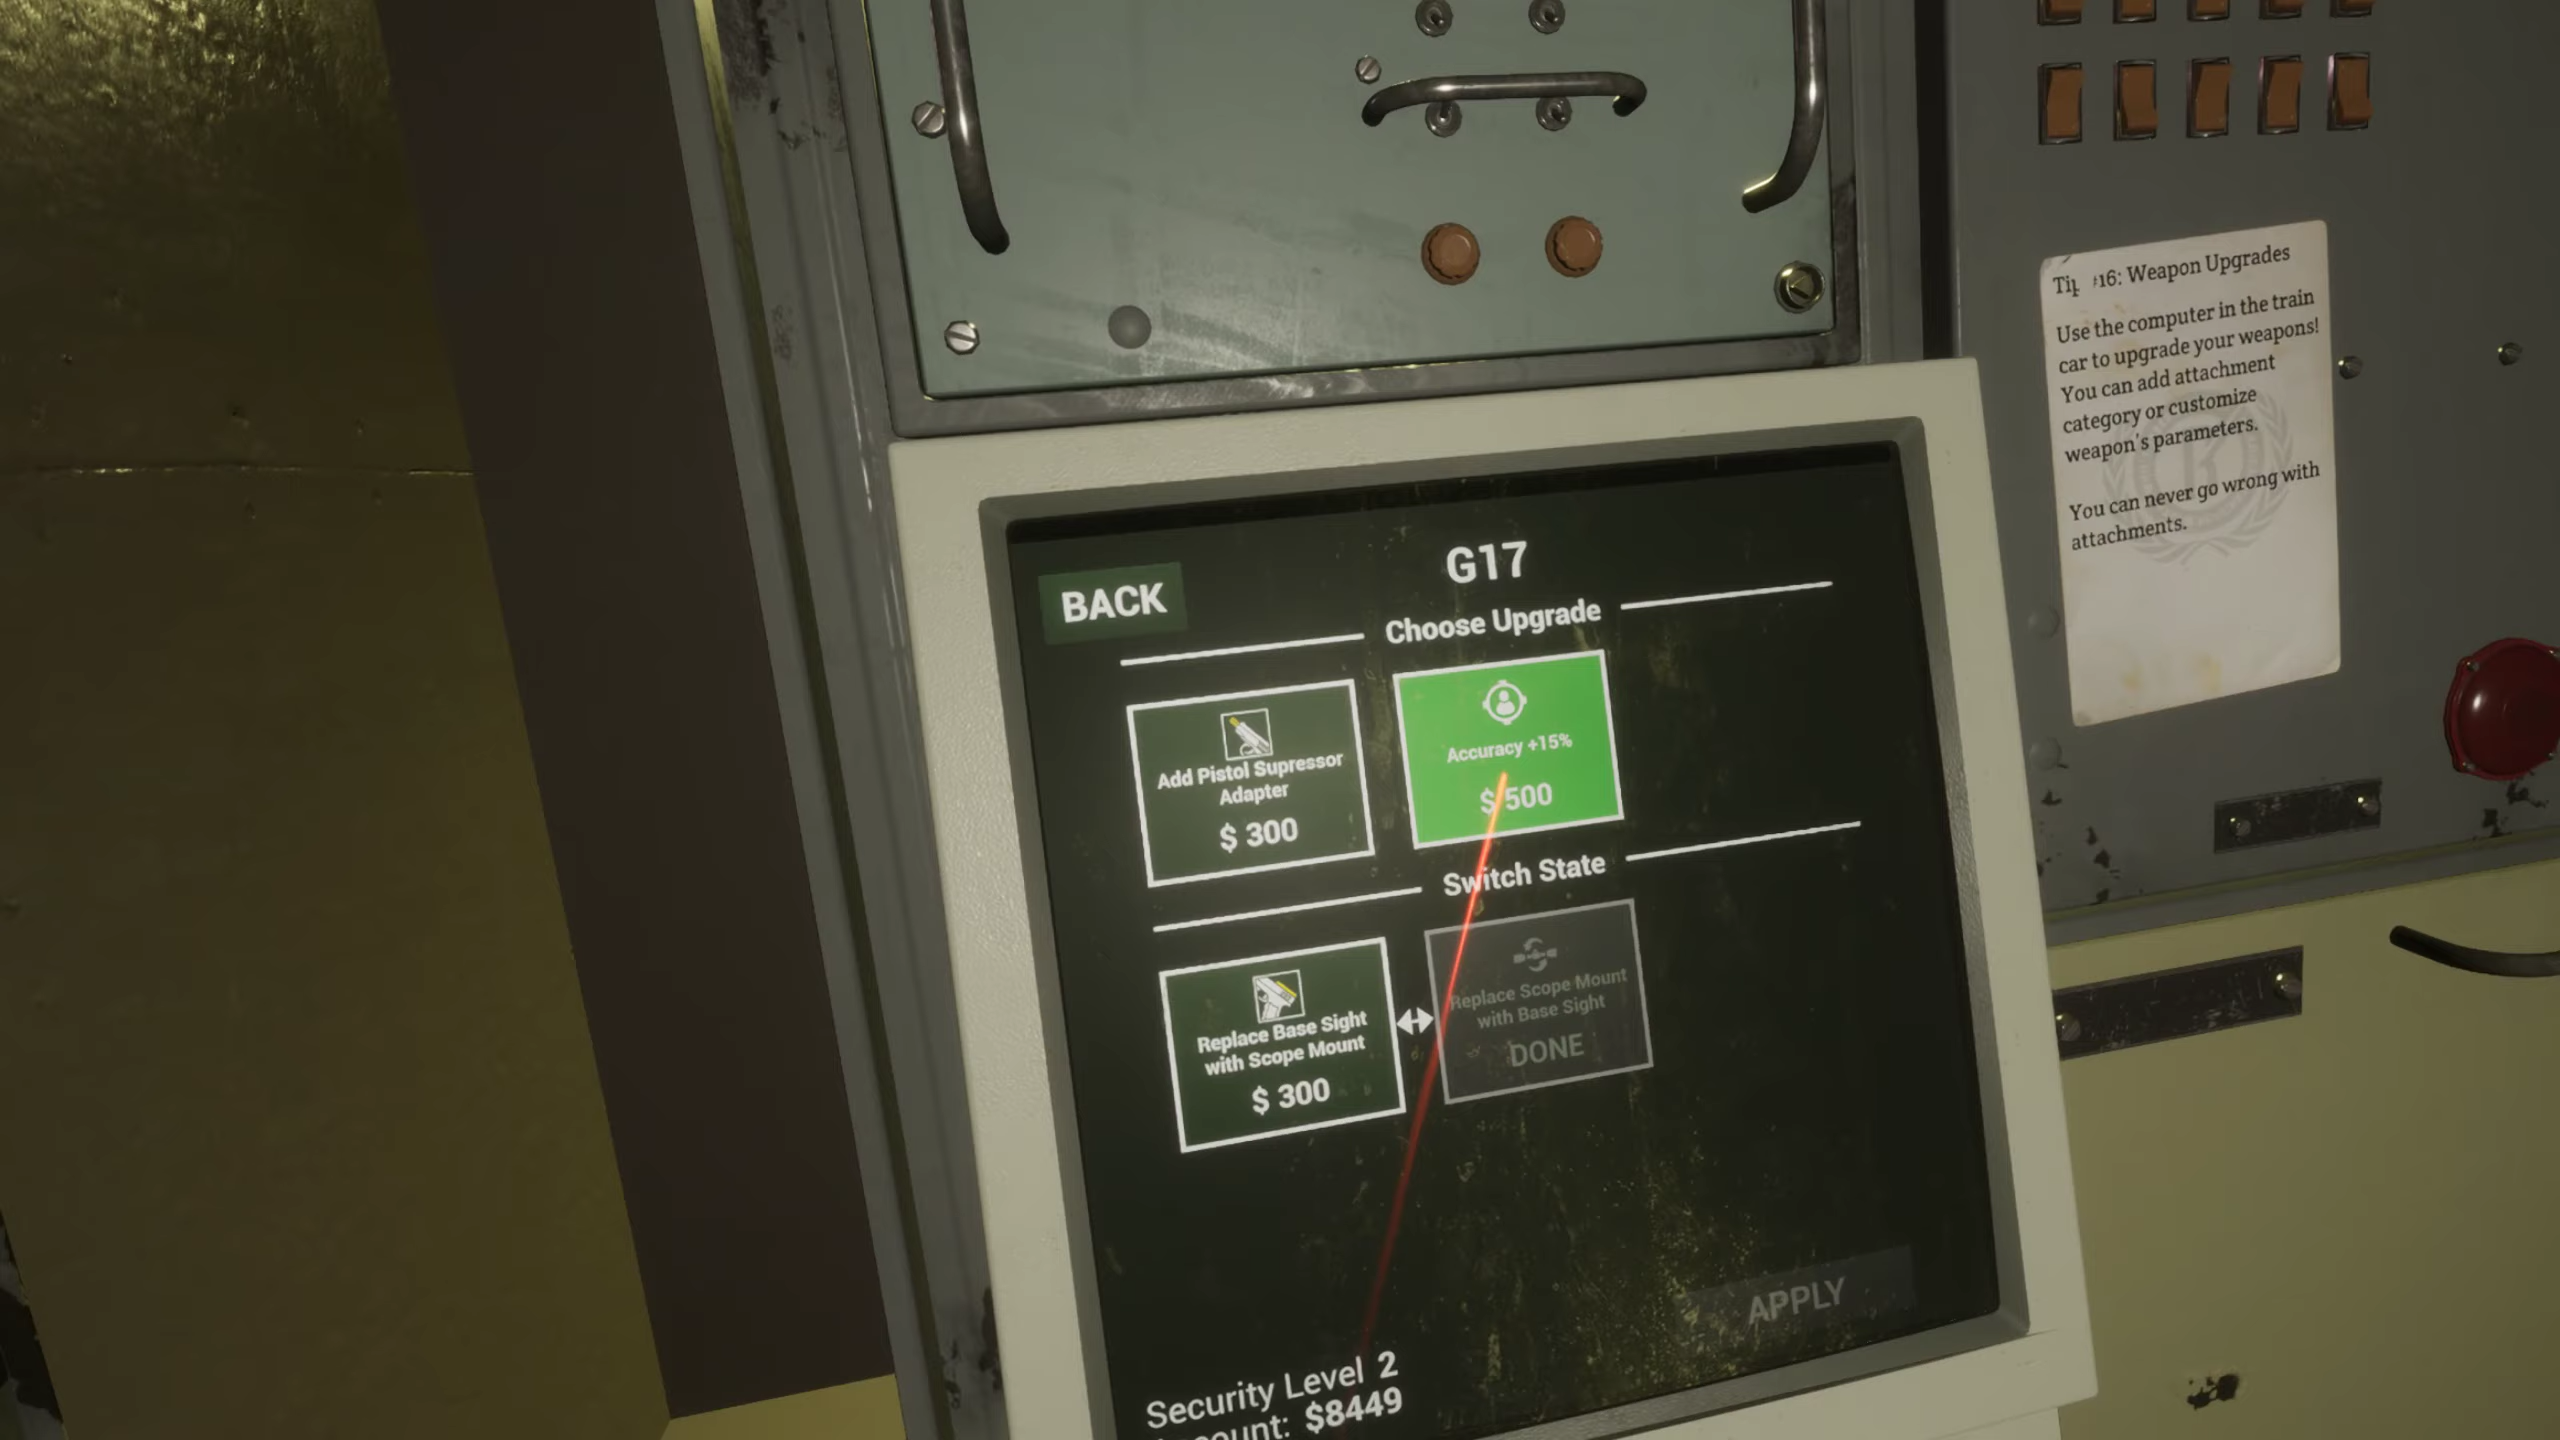 Tip #16: Weapon Upgrades
Use the computer in the train
car to upgrade your weapons!
You can add attachment
category or customize
weapon's parameters.
You can never go wrong with
attachments.
G17
BACK
Choose Upgrade
Add Pistol Supressor
Adapter
$ 300
Accuracy +15%
$ 500
Switch State
Replace Base Sight
with Scope Mount
$ 300
Replace Scope Mount
with Base Sight
DONE
APPLY
Security Level 2
count: $8449